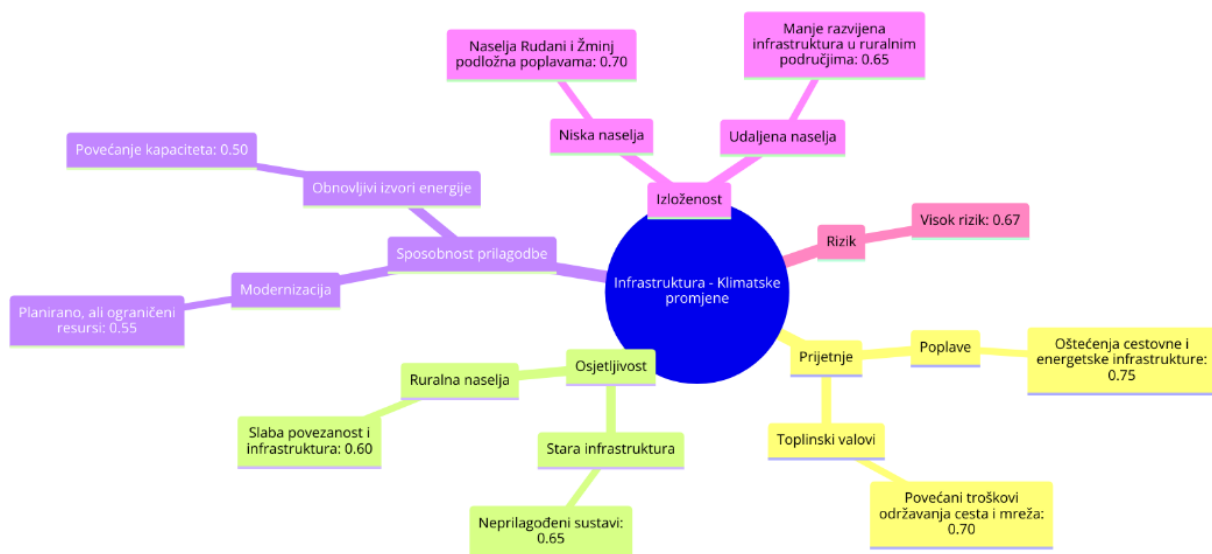 Infrastruktura - Klimatske
promjene
Izloženost
Niska naselja
Naselja Rudani i Žminj
podložna poplavama: 0.70
Udaljena naselja
Manje razvijena
infrastruktura u ruralnim
područjima: 0.65
Rizik
Visok rizik: 0.67
Prijetnje
Poplave
Oštećenja cestovne i
energetske infrastrukture:
0.75
Toplinski valovi
Povećani troškovi
održavanja cesta i mreža:
0.70
Osjetljivost
Ruralna naselja
Slaba povezanost i
infrastruktura: 0.60
Stara infrastruktura
Neprilagođeni sustavi:
0.65
Sposobnost prilagodbe
Obnovljivi izvori energije
Povećanje kapaciteta: 0.50
Modernizacija
Planirano, ali ograničeni
resursi: 0.55